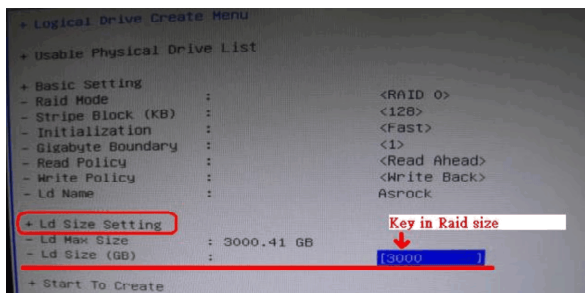 + Logical Drive Create Menu
+ Usable Physical Drive List
+ Basic Setting
- Raid Mode : <RAID 0>
- Stripe Block (KB) : <128>
- Initialization : <Fast>
- Gigabyte Boundary : <1>
- Read Policy : <Read Ahead>
- Write Policy : <Write Back>
- Ld Name : Asrock
+ Ld Size Setting
Key in Raid size
- Ld Max Size : 3000.41 GB
- Ld Size (GB) : [3000 ]
+ Start To Create